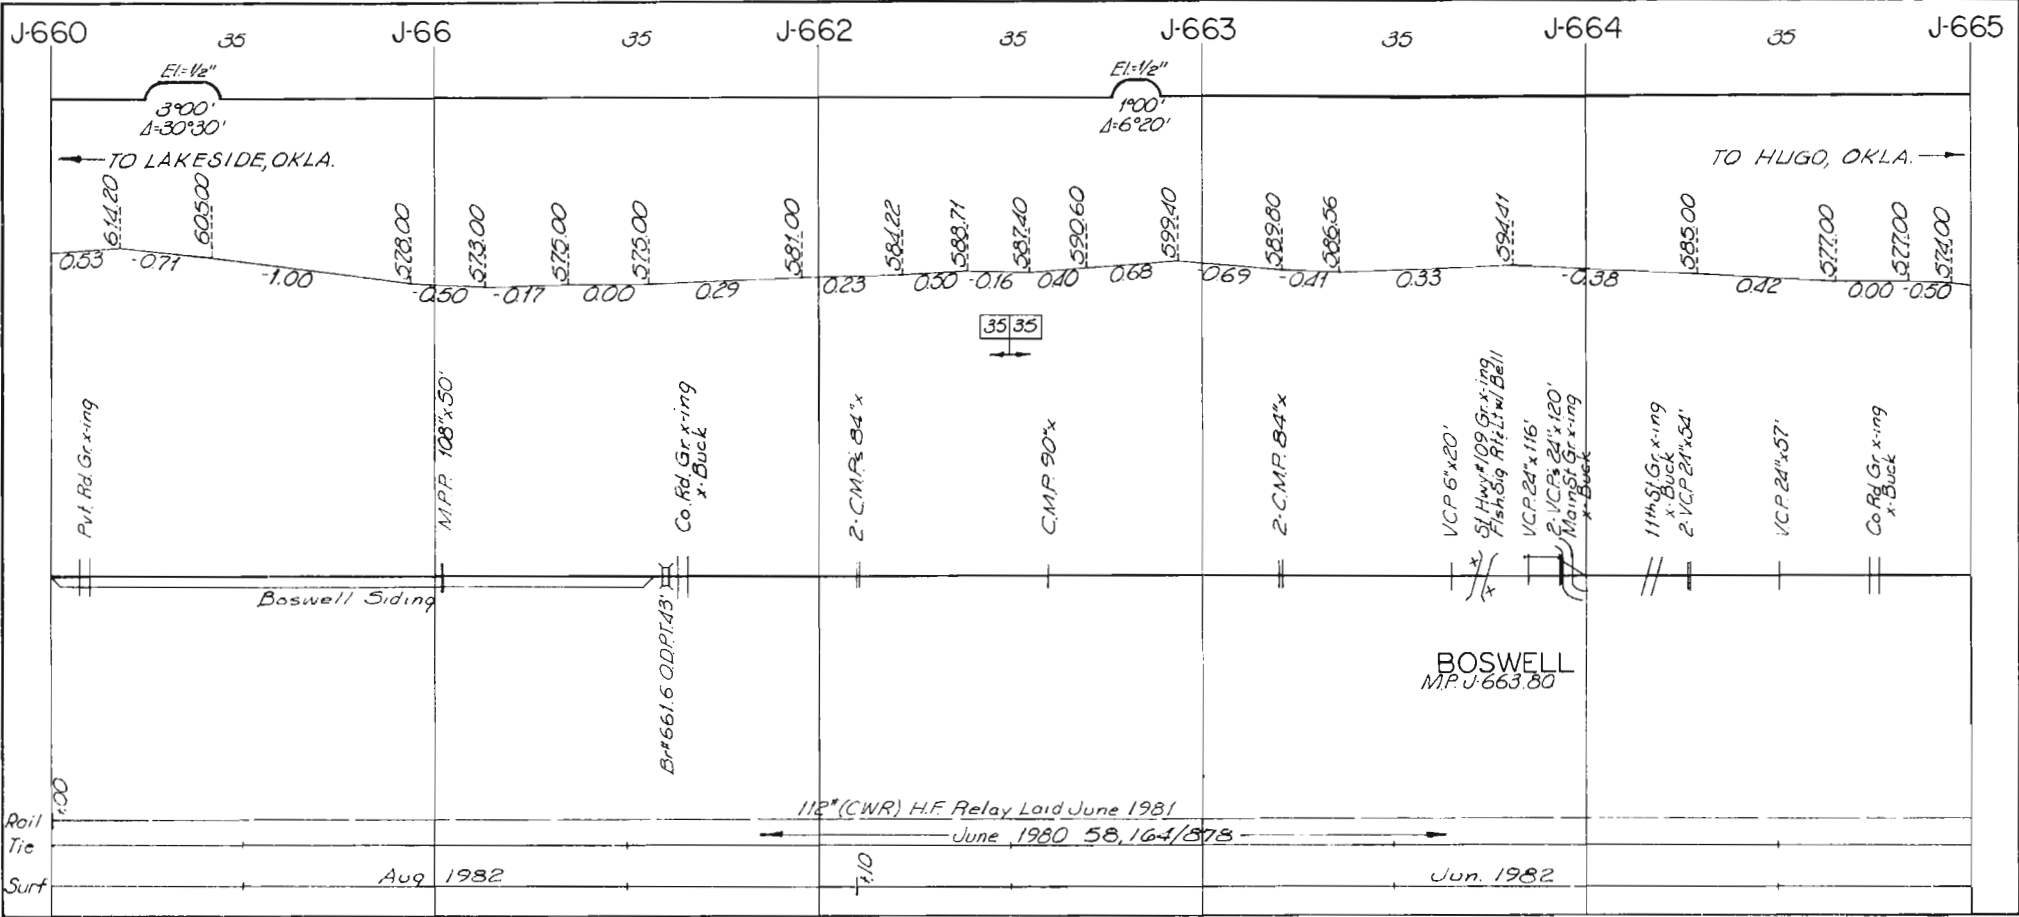 J-660 35 J-66 35 J-662 35 J-663 35 J-664 35 J-665
El=1/2" El=1/2"
3°00' 1°00'
Δ=30°30' Δ=6°20'
TO LAKESIDE, OKLA. TO HUGO, OKLA.
614.20 605.00 578.00 573.00 575.00 575.00 581.00 584.22 588.71 587.40 590.60 599.40 589.80 586.56 594.41 585.00 577.00 577.00 574.00
0.53 -0.71 -1.00 -0.50 -0.17 0.00 0.29 0.23 0.50 -0.16 0.40 0.68 -0.69 -0.41 0.33 -0.38 0.42 0.00 -0.50
35 35
Pvt. Rd. Gr. x-ing
M.P.P. 108"x50'
Co. Rd. Gr. x-ing
x-Buck
2-C.M.P.s 84"x
C.M.P. 90"x
2-C.M.P. 84"x
V.C.P. 6"x20'
St. Hwy #109 Gr. x-ing
Flsh. Sig. Rt & Lt w/ Bell
V.C.P. 24"x116'
2-V.C.P.s 24"x120'
Main St Gr. x-ing
x-Buck
11th St. Gr. x-ing
x-Buck
2-V.C.P. 24"x54'
V.C.P. 24"x57'
Co Rd Gr x-ing
x-Buck
Boswell Siding
Br#661.6 O.D.P.T. 43'
BOSWELL
M.P. J-663.80
.00
112# (CWR) H.F. Relay Laid June 1981
Rail
June 1980 58,164/878
Tie
.10
Aug 1982 Jun. 1982
Surf